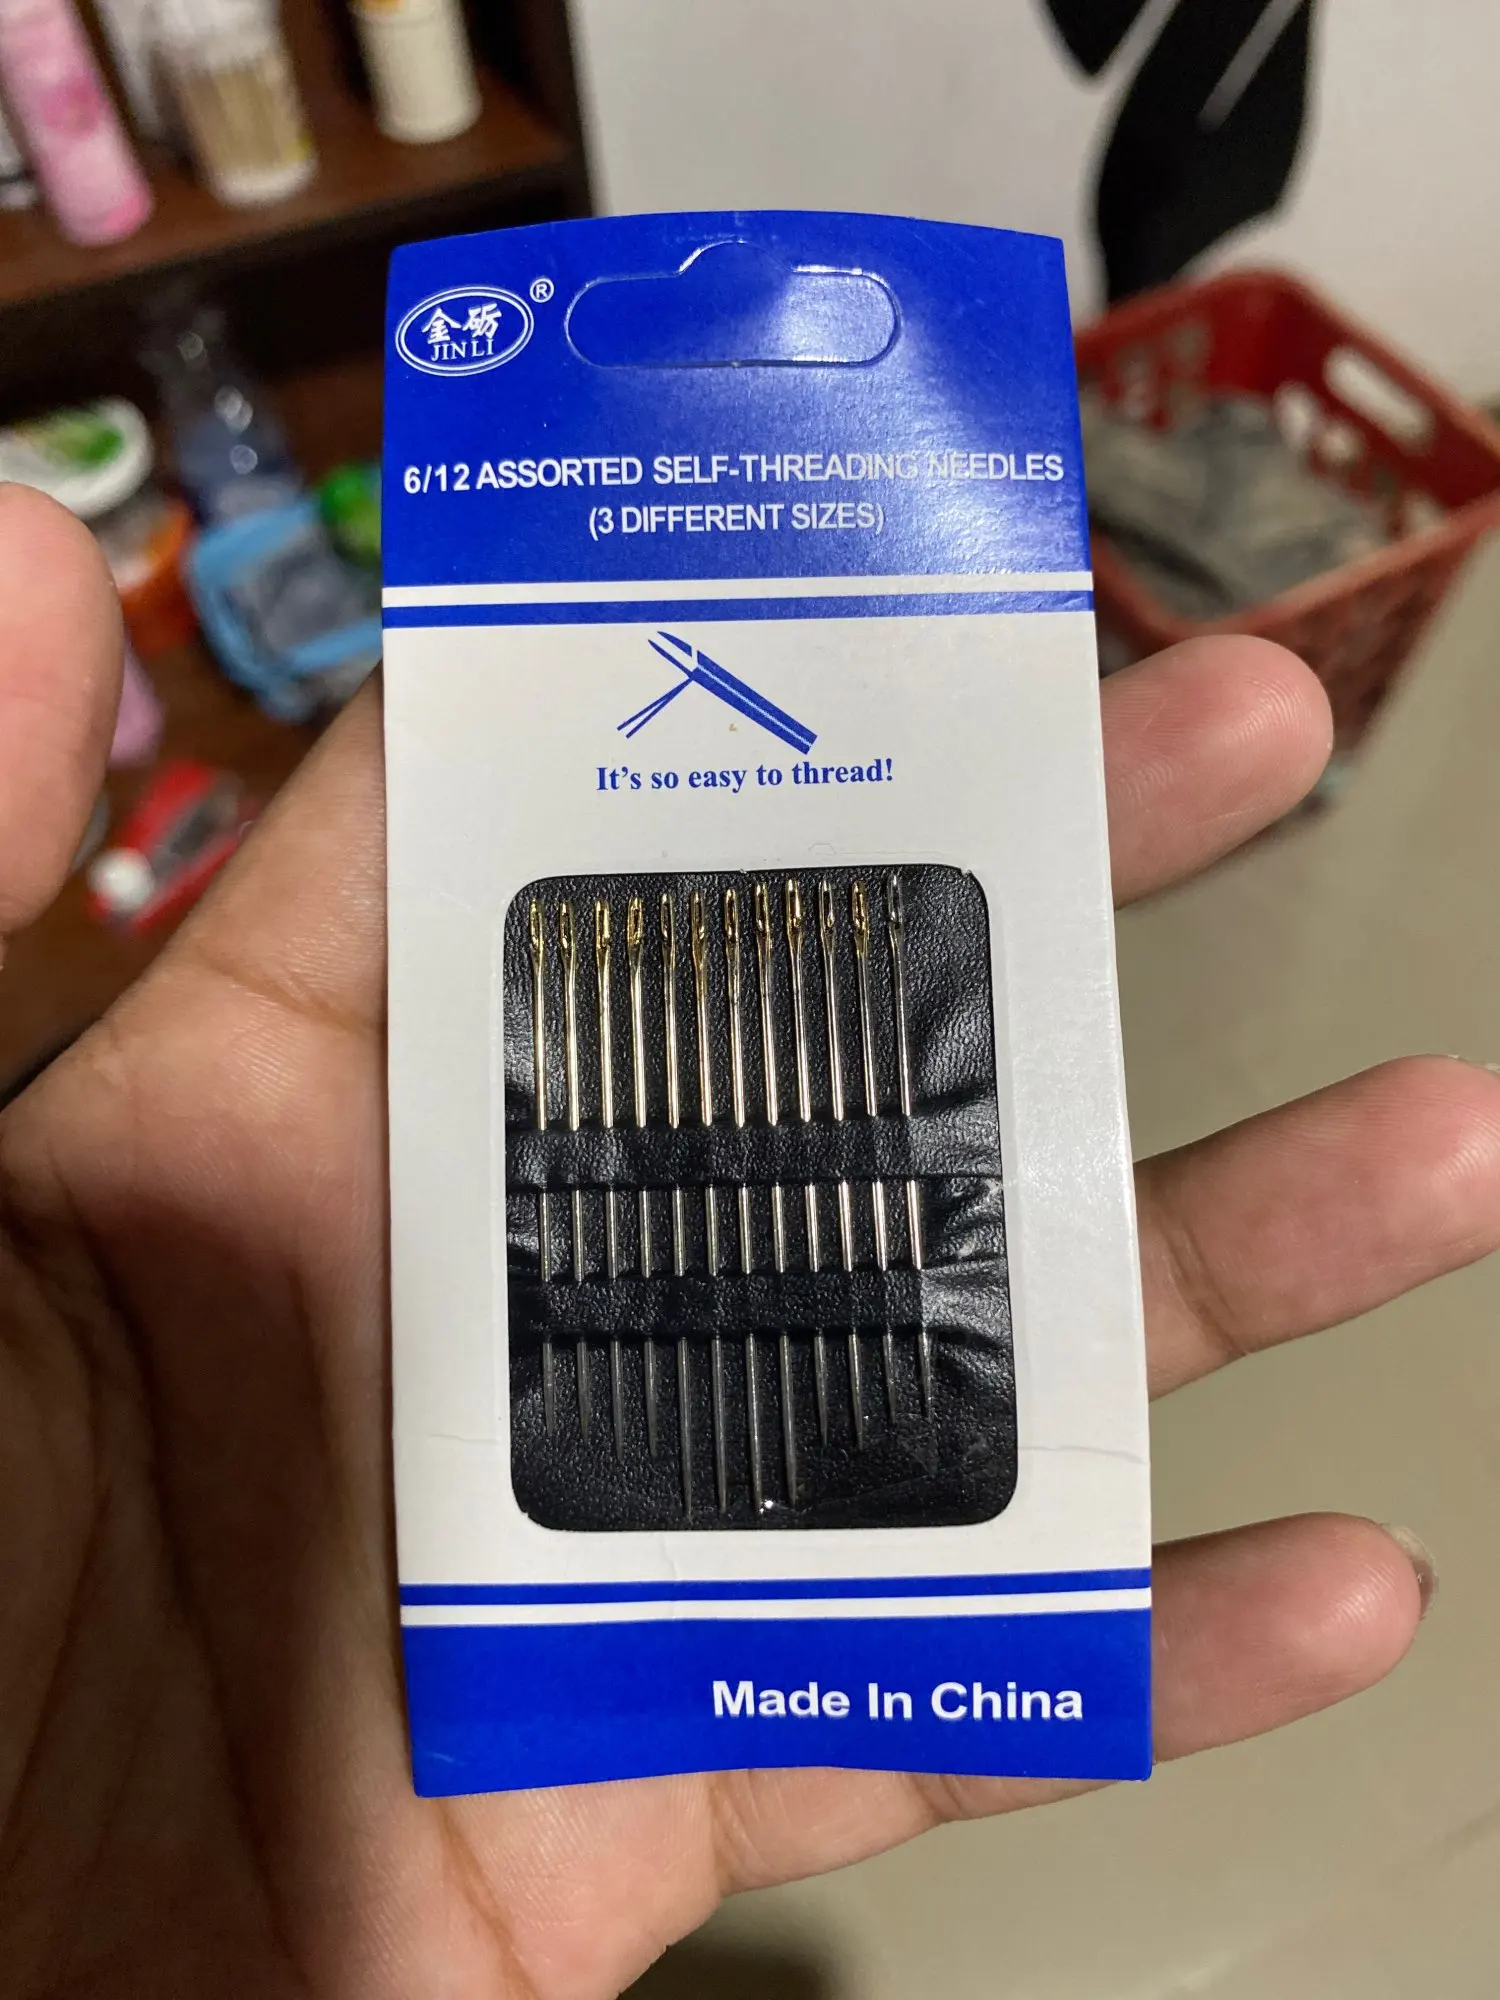 金砺
JINLI
®
6/12 ASSORTED SELF-THREADING NEEDLES
(3 DIFFERENT SIZES)
It's so easy to thread!
Made In China